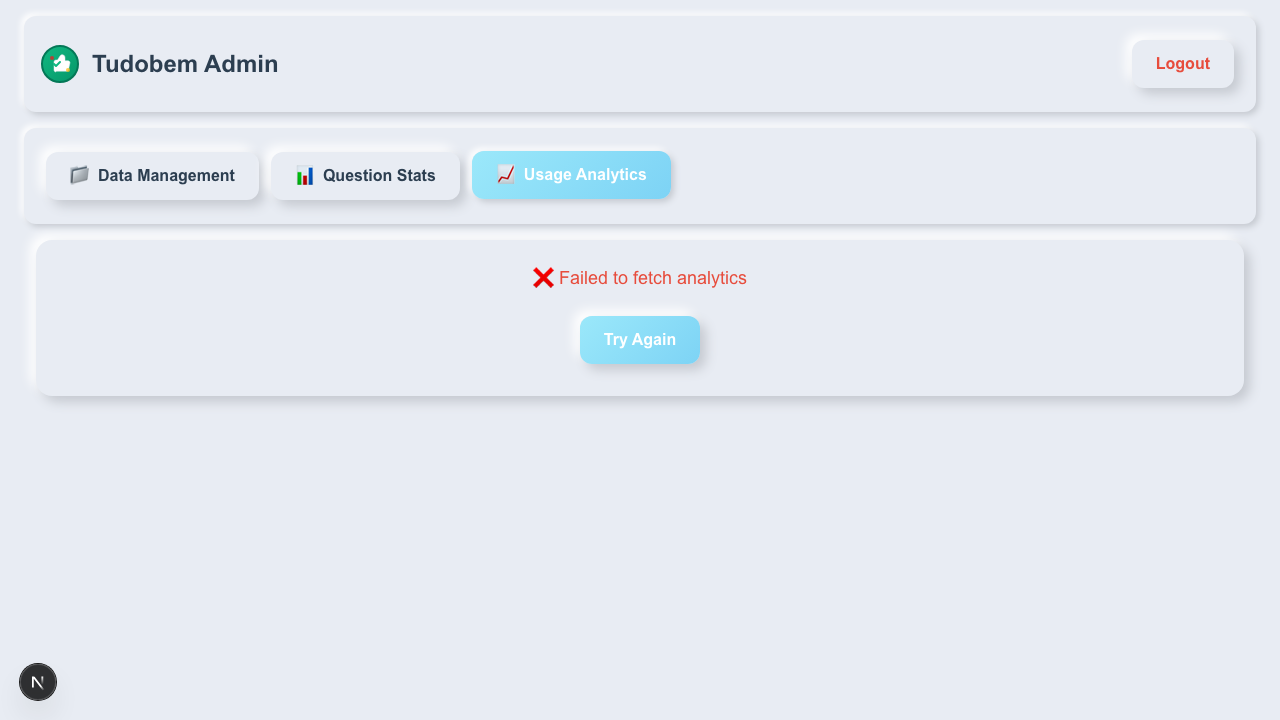 Tudobem Admin
Logout
Data Management
Question Stats
Usage Analytics
❌ Failed to fetch analytics
Try Again
N